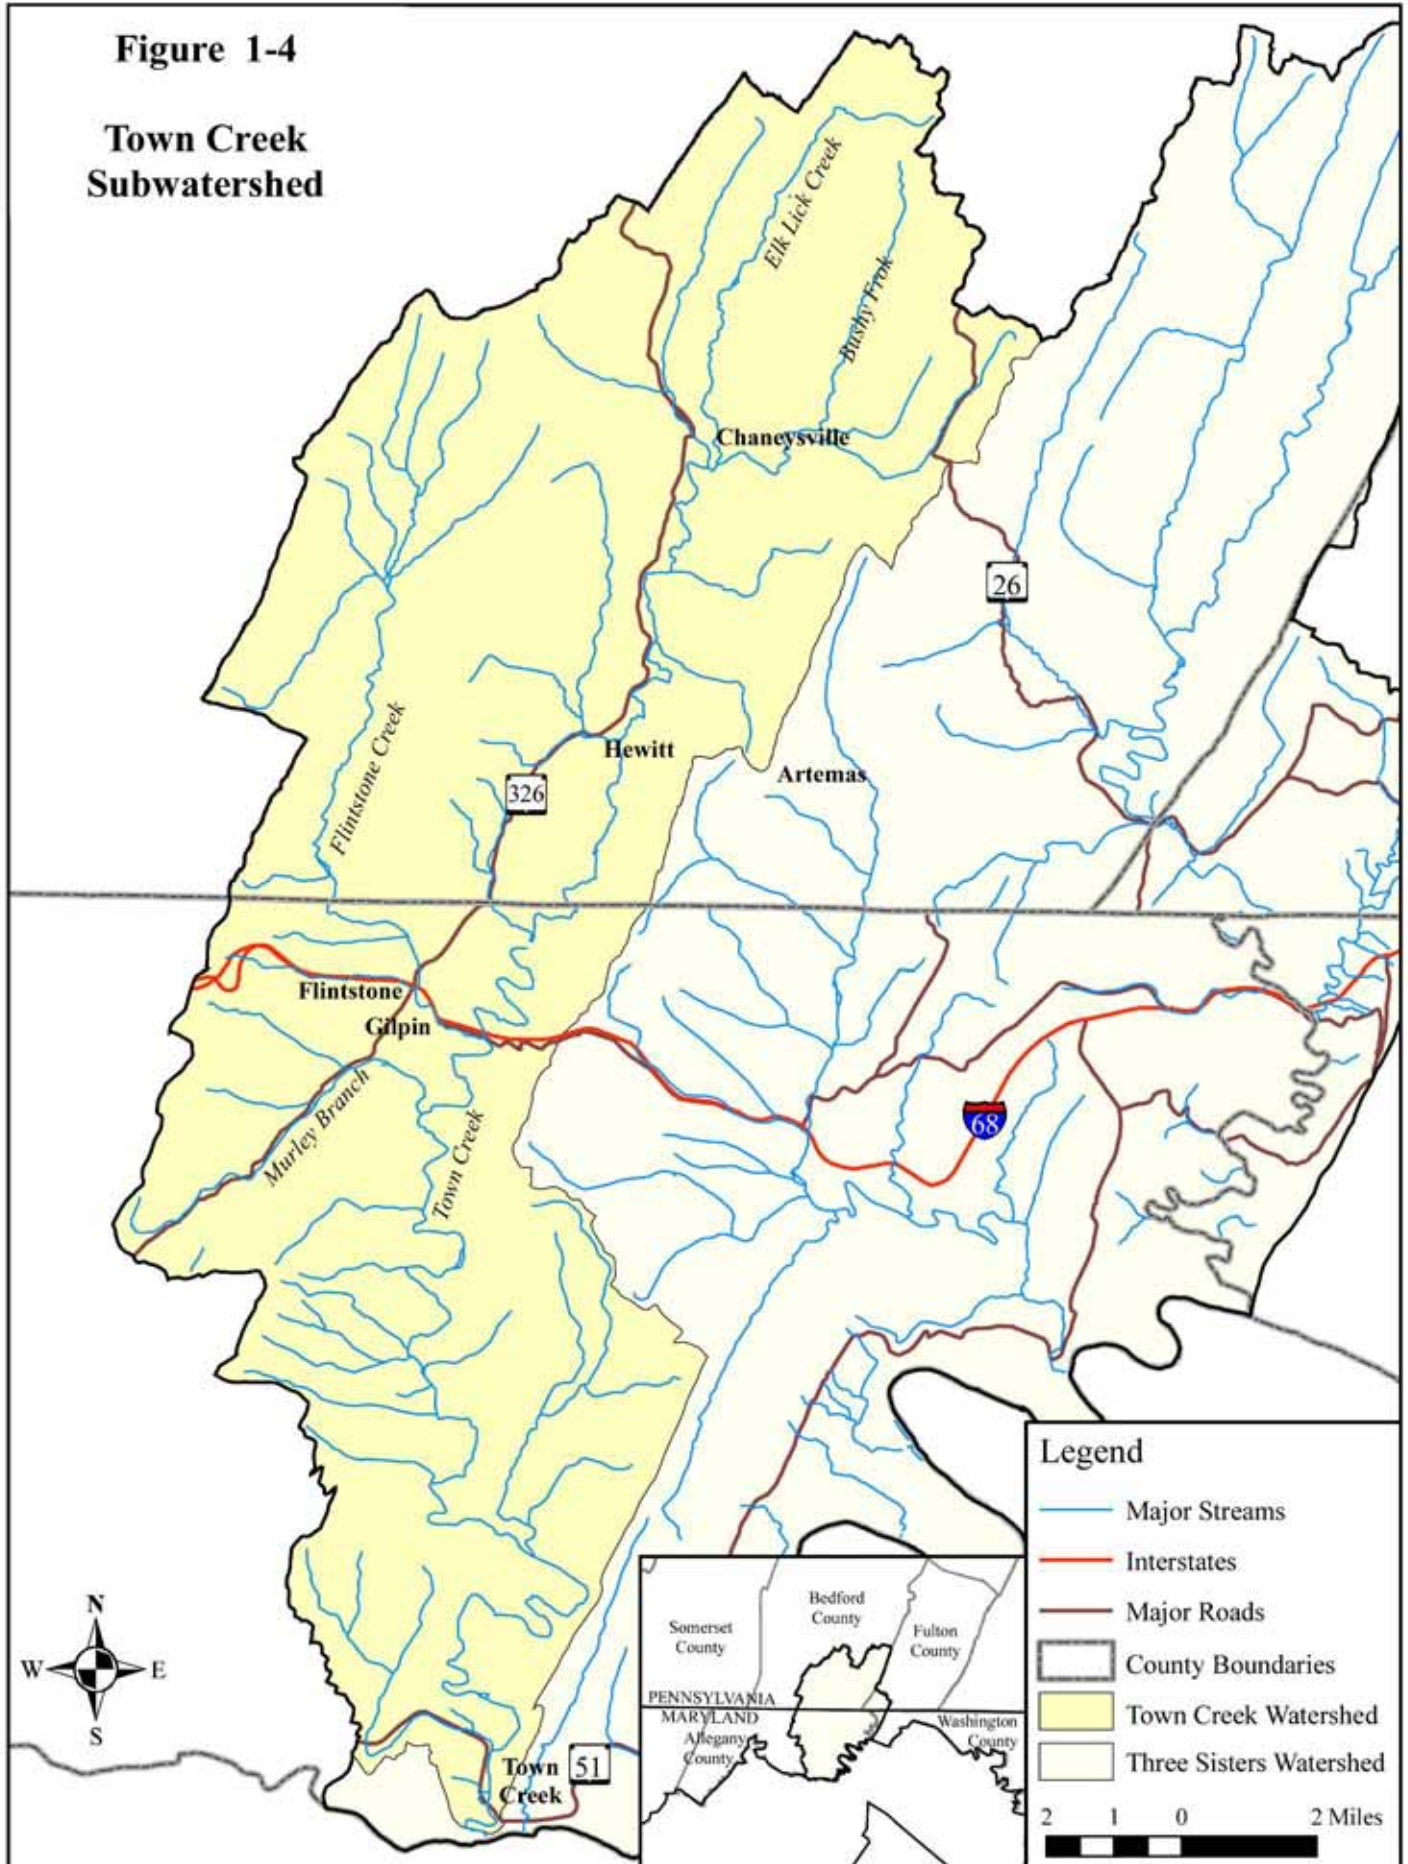 Figure 1-4
Town Creek
Subwatershed
Elk Lick Creek
Bushy Frok
Chaneysville
26
Flintstone Creek
Hewitt
Artemas
326
Flintstone
Gilpin
Murley Branch
Town Creek
68
Town
Creek
51
N
W
E
S
Somerset
County
Bedford
County
Fulton
County
PENNSYLVANIA
MARYLAND
Allegany
County
Washington
County
Legend
Major Streams
Interstates
Major Roads
County Boundaries
Town Creek Watershed
Three Sisters Watershed
2 1 0 2 Miles